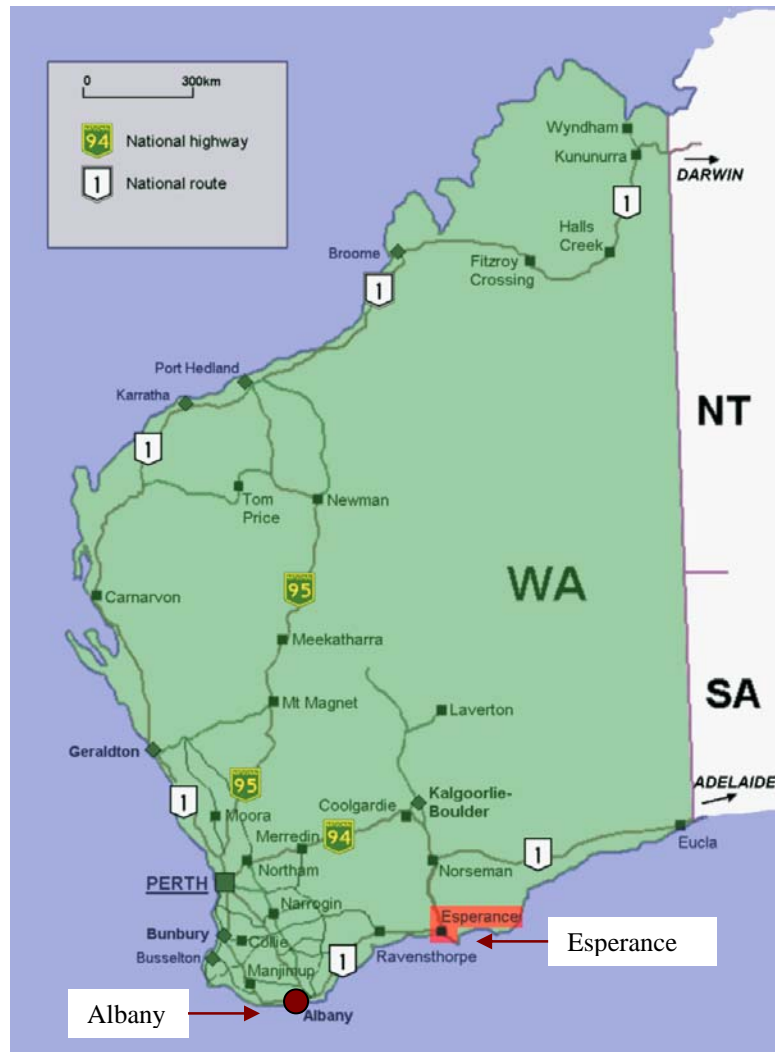 0 300km
94 National highway
1 National route
Wyndham
Kununurra
DARWIN
1
Halls
Creek
Broome
Fitzroy
Crossing
1
Port Hedland
Karratha
NT
1
Tom
Price
Newman
WA
95
Carnarvon
Meekatharra
SA
Mt Magnet
Laverton
Geraldton
ADELAIDE
95
Kalgoorlie-
Boulder
1
Coolgardie
Moora
Merredin
94
Eucla
Northam
Norseman
1
PERTH
Narrogin
Esperance
Bunbury
Collie
Esperance
Busselton
Ravensthorpe
1
Manjimup
Albany
Albany